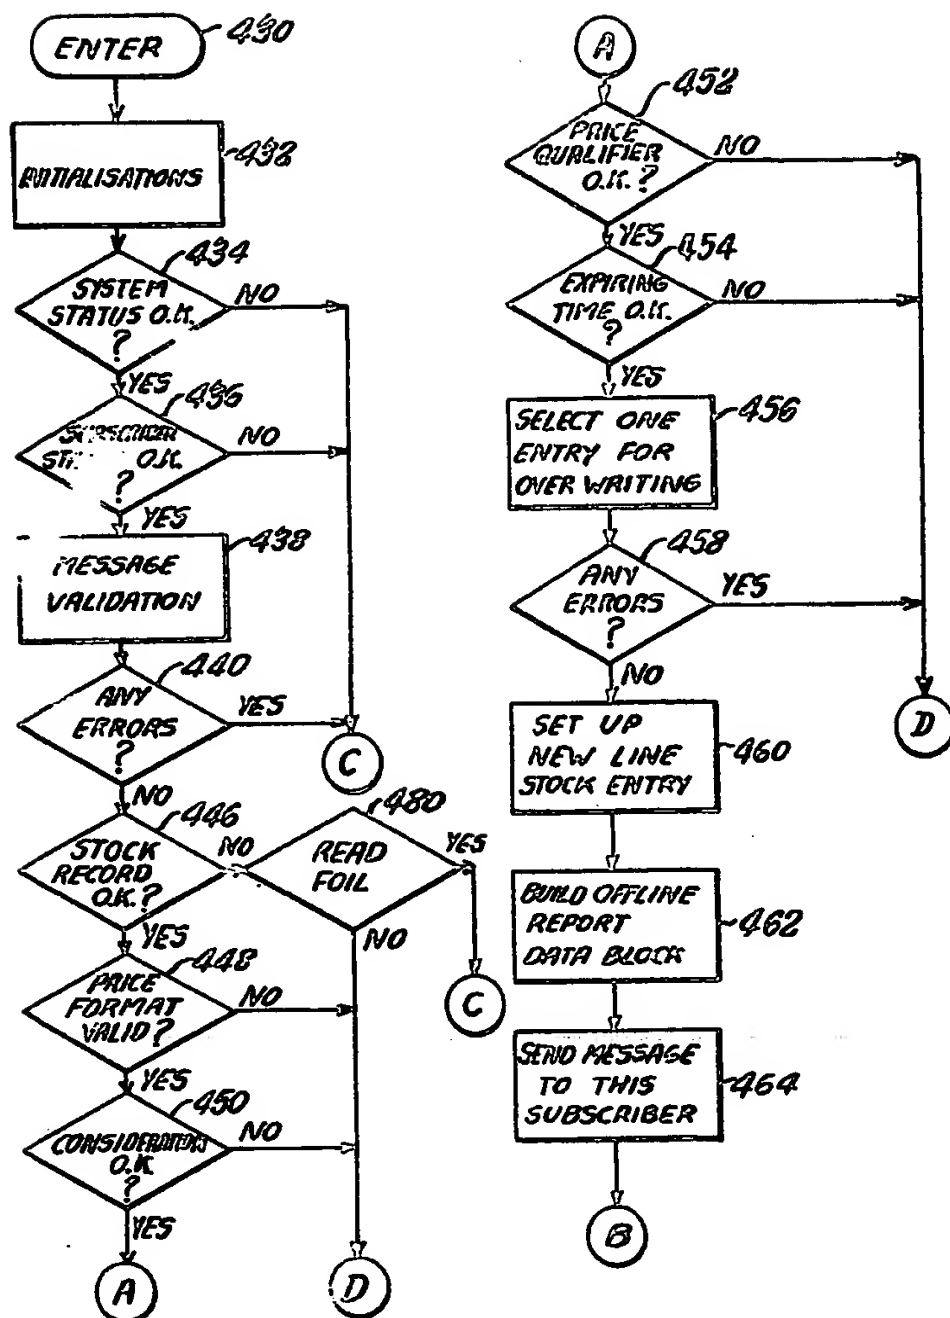 ENTER
430
INITIALISATIONS
432
434
SYSTEM
STATUS O.K.
?
NO
YES
436
SUBSCRIBER
O.K.
?
NO
YES
438
MESSAGE
VALIDATION
440
ANY
ERRORS
?
YES
C
NO
446
STOCK
RECORD
O.K.?
NO
480
READ
FOIL
YES
C
NO
YES
448
PRICE
FORMAT
VALID?
NO
YES
450
CONSIDERATIONS
O.K.
?
NO
YES
A
D
A
452
PRICE
QUALIFIER
O.K.?
NO
YES
454
EXPIRING
TIME O.K.
?
NO
YES
456
SELECT ONE
ENTRY FOR
OVER WRITING
458
ANY
ERRORS
?
YES
D
NO
SET UP
NEW LINE
STOCK ENTRY
460
BUILD OFFLINE
REPORT
DATA BLOCK
462
SEND MESSAGE
TO THIS
SUBSCRIBER
464
B